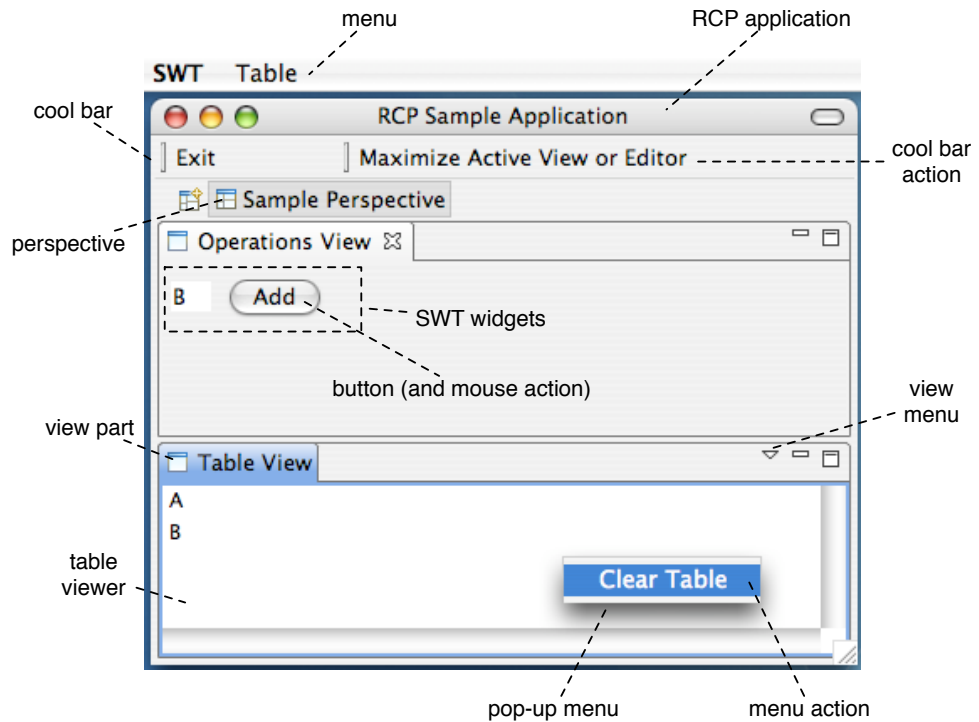 menu
RCP application
SWT Table
cool bar
RCP Sample Application
Exit
Maximize Active View or Editor
cool bar
action
Sample Perspective
perspective
Operations View
B
Add
SWT widgets
button (and mouse action)
view
menu
view part
Table View
A
B
table
viewer
Clear Table
pop-up menu
menu action